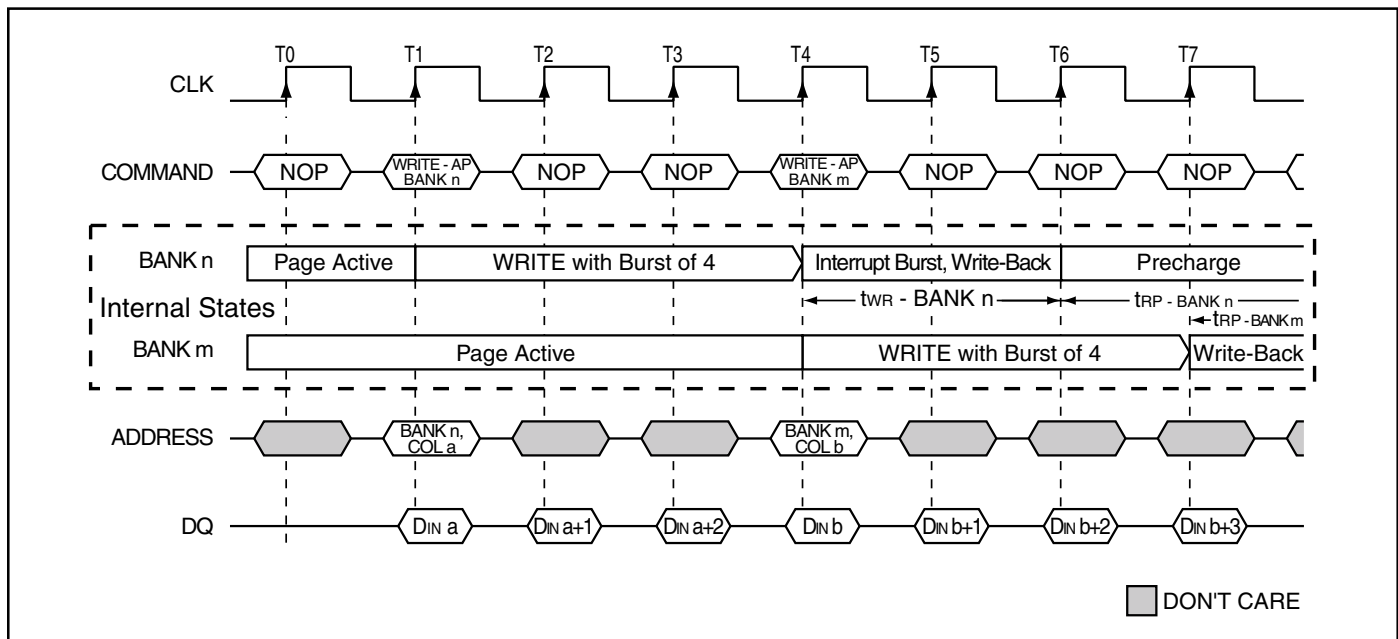 T0 T1 T2 T3 T4 T5 T6 T7
CLK
COMMAND NOP WRITE - AP BANK n NOP NOP WRITE - AP BANK m NOP NOP NOP
BANK n Page Active WRITE with Burst of 4 Interrupt Burst, Write-Back Precharge
Internal States tWR - BANK n tRP - BANK n
tRP - BANK m
BANK m Page Active WRITE with Burst of 4 Write-Back
ADDRESS BANK n, COL a BANK m, COL b
DQ DIN a DIN a+1 DIN a+2 DIN b DIN b+1 DIN b+2 DIN b+3
DON'T CARE